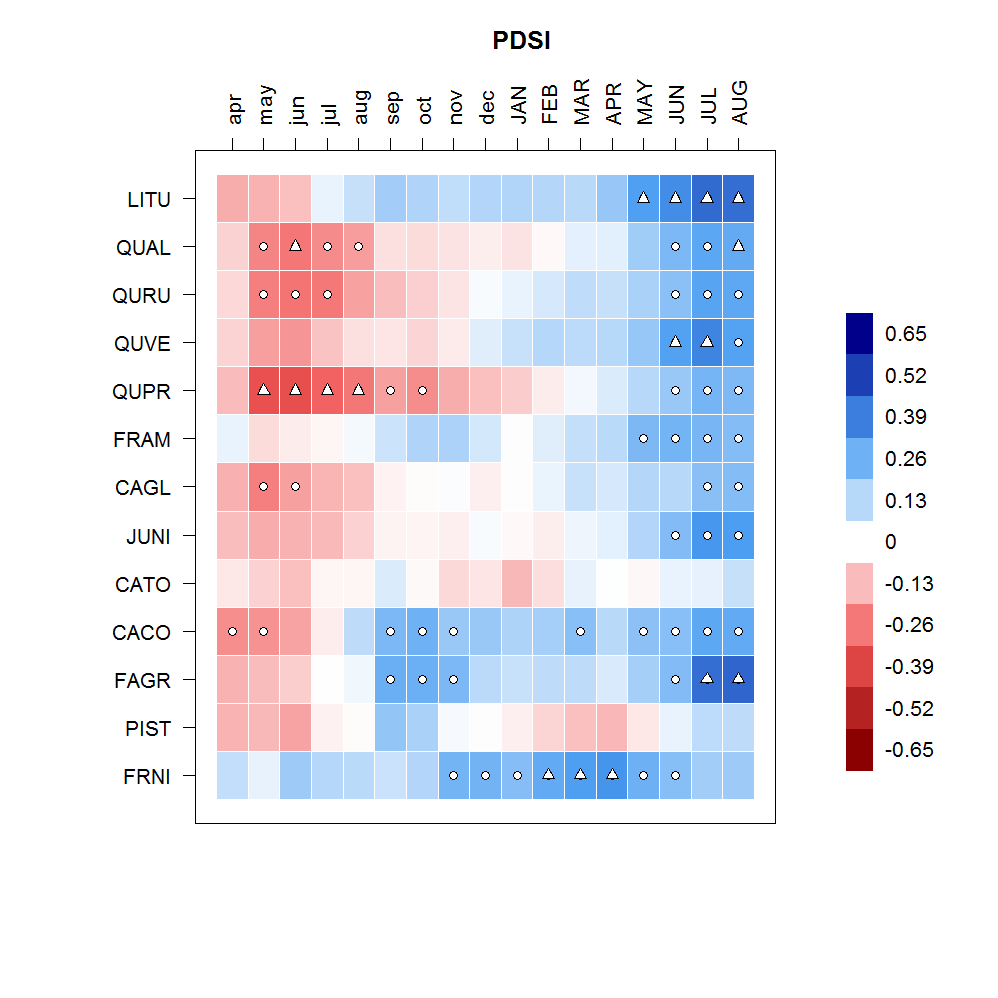 PDSI
apr may jun jul aug sep oct nov dec JAN FEB MAR APR MAY JUN JUL AUG
LITU
QUAL
QURU
QUVE
QUPR
FRAM
CAGL
JUNI
CATO
CACO
FAGR
PIST
FRNI
0.65
0.52
0.39
0.26
0.13
0
-0.13
-0.26
-0.39
-0.52
-0.65